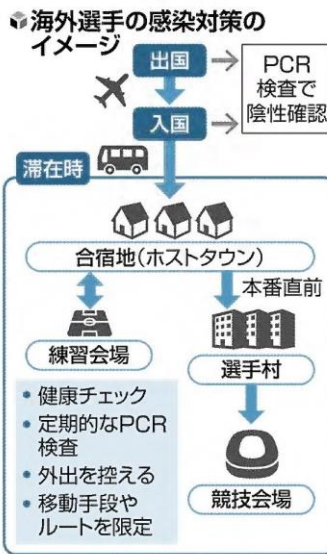 海外選手の感染対策の
イメージ
出国
PCR
検査で
陰性確認
入国
滞在時
合宿地(ホストタウン)
本番直前
練習会場
選手村
• 健康チェック
• 定期的なPCR
検査
• 外出を控える
• 移動手段や
ルートを限定
競技会場